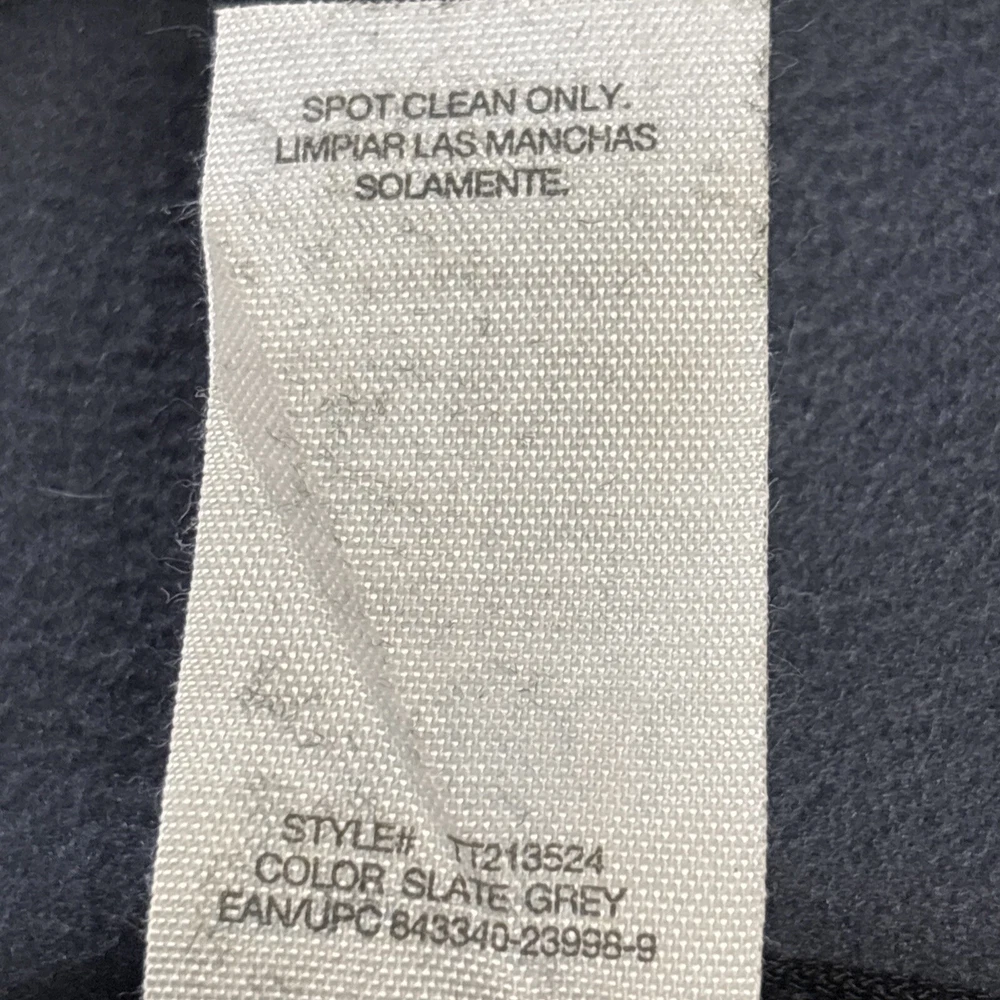 SPOT CLEAN ONLY.
LIMPIAR LAS MANCHAS
SOLAMENTE.
STYLE# TT213524
COLOR SLATE GREY
EAN/UPC 843340-23998-9